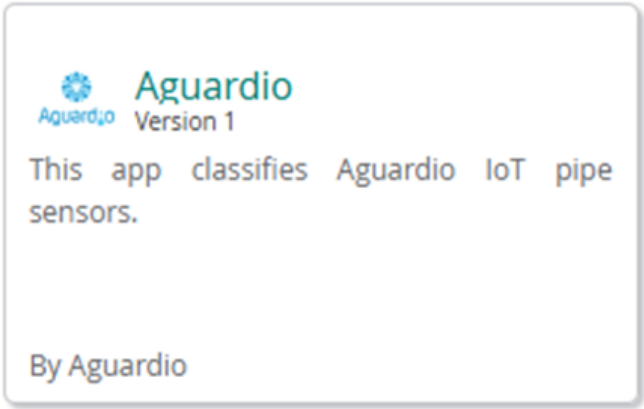 Aguardio
Aguardio
Version 1
This app classifies Aguardio IoT pipe
sensors.
By Aguardio